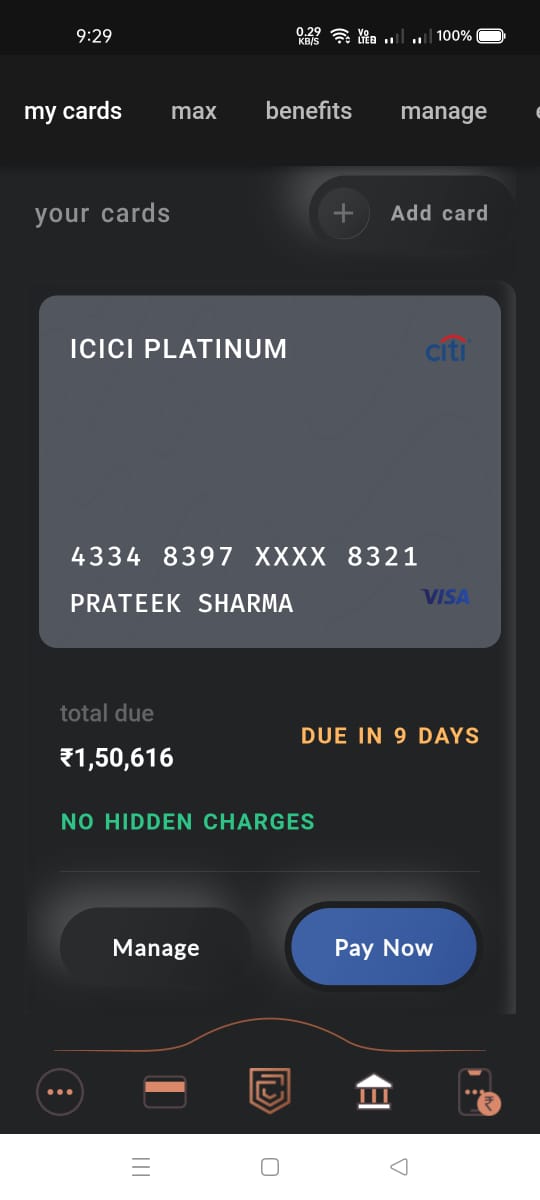 9:29
0.29 KB/S
Vo LTE
100%
my cards max benefits manage
your cards
Add card
ICICI PLATINUM
citi
4334 8397 XXXX 8321
PRATEEK SHARMA
VISA
total due
DUE IN 9 DAYS
₹1,50,616
NO HIDDEN CHARGES
Manage
Pay Now
₹